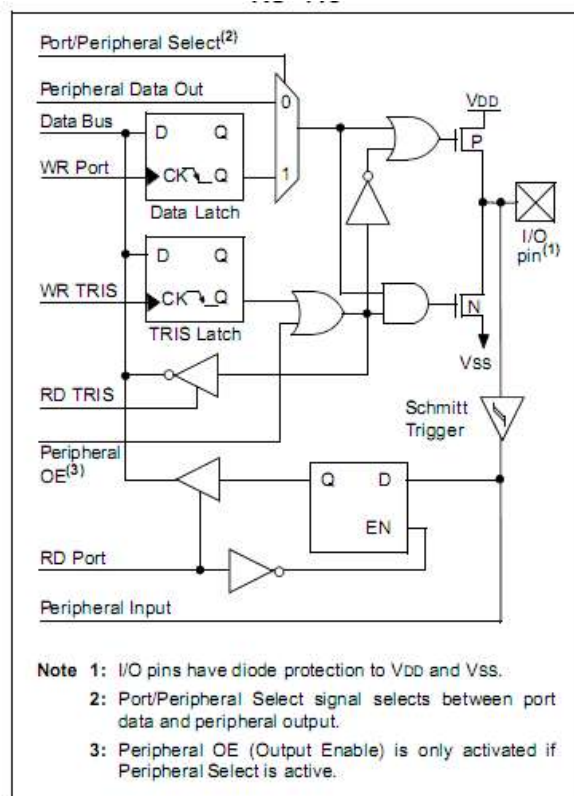 Port/Peripheral Select(2)
Peripheral Data Out
Data Bus
WR Port
D Q
CK Q
Data Latch
0
1
VDD
P
I/O
pin(1)
WR TRIS
D Q
CK Q
TRIS Latch
N
VSS
RD TRIS
Schmitt
Trigger
Peripheral
OE(3)
Q D
EN
RD Port
Peripheral Input
Note 1: I/O pins have diode protection to VDD and VSS.
2: Port/Peripheral Select signal selects between port
data and peripheral output.
3: Peripheral OE (Output Enable) is only activated if
Peripheral Select is active.